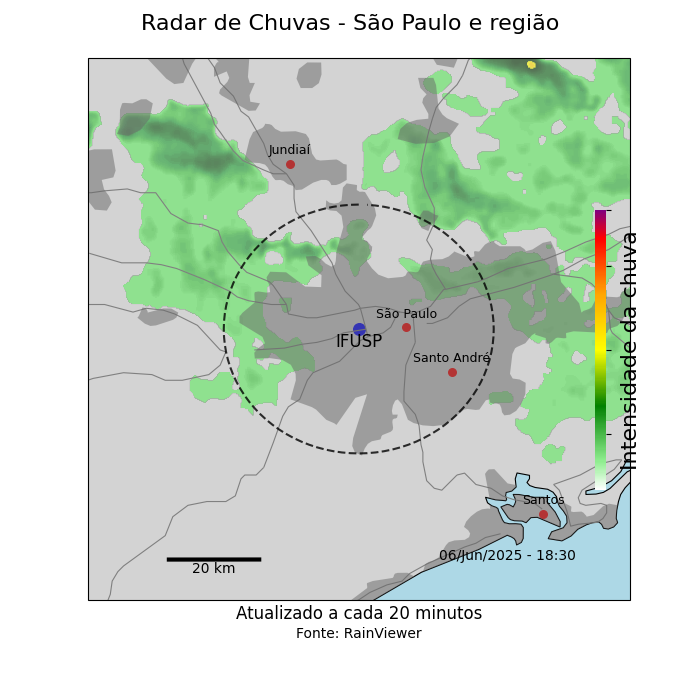 Radar de Chuvas - São Paulo e região
Jundiaí
São Paulo
IFUSP
Santo André
Intensidade da chuva
Santos
06/Jun/2025 - 18:30
20 km
Atualizado a cada 20 minutos
Fonte: RainViewer